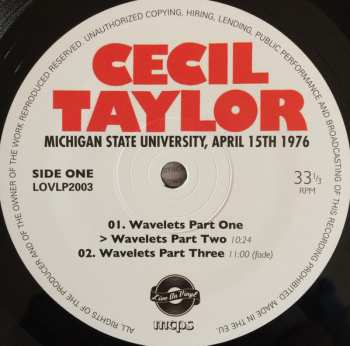 ALL RIGHTS OF THE PRODUCER AND OF THE OWNER OF THE WORK REPRODUCED RESERVED · UNAUTHORIZED COPYING, HIRING, LENDING, PUBLIC PERFORMANCE AND BROADCASTING OF THIS RECORDING PROHIBITED · MADE IN THE EU.
CECIL
TAYLOR
MICHIGAN STATE UNIVERSITY, APRIL 15TH 1976
SIDE ONE
LOVLP2003
33 1/3
RPM
01. Wavelets Part One
> Wavelets Part Two 10:24
02. Wavelets Part Three 11:00 (fade)
Live On Vinyl
mcps